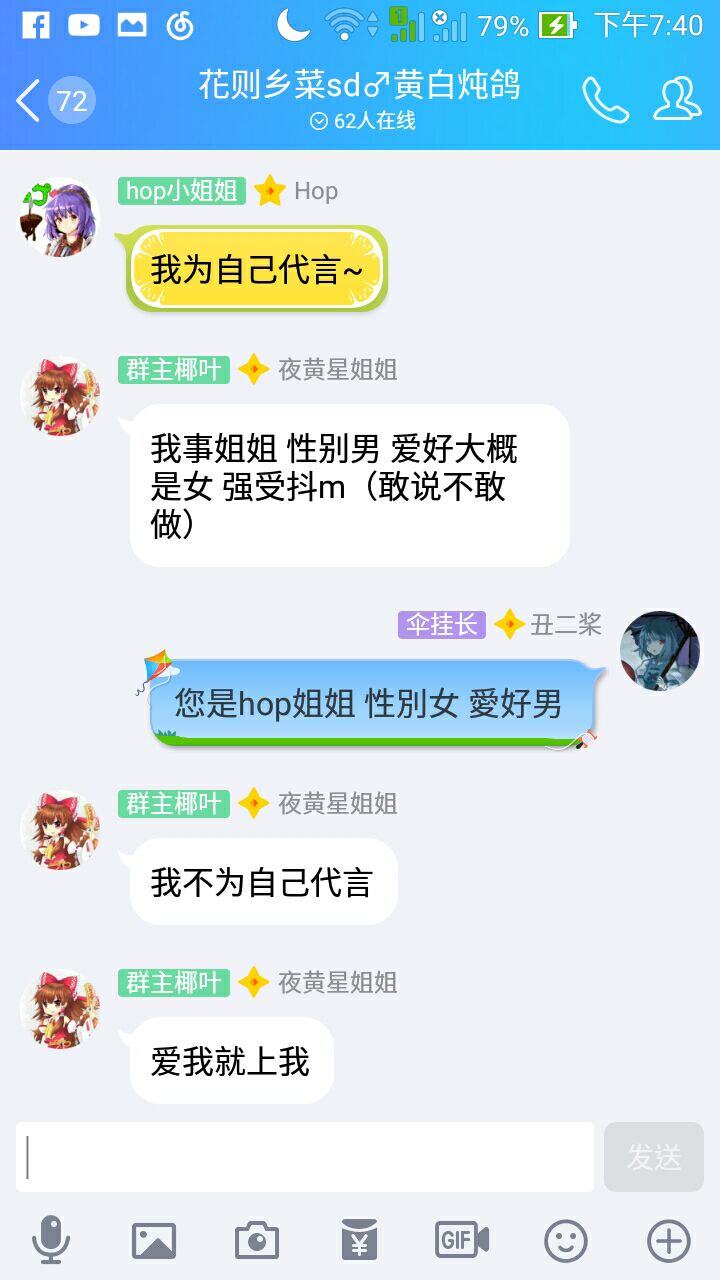 79% 下午7:40
72
花则乡菜sd♂黄白炖鸽
62人在线
hop小姐姐 Hop
我为自己代言~
群主椰叶 夜黄星姐姐
我事姐姐 性别男 爱好大概
是女 强受抖m（敢说不敢
做）
伞挂长 丑二桨
您是hop姐姐 性別女 愛好男
群主椰叶 夜黄星姐姐
我不为自己代言
群主椰叶 夜黄星姐姐
爱我就上我
发送
GIF